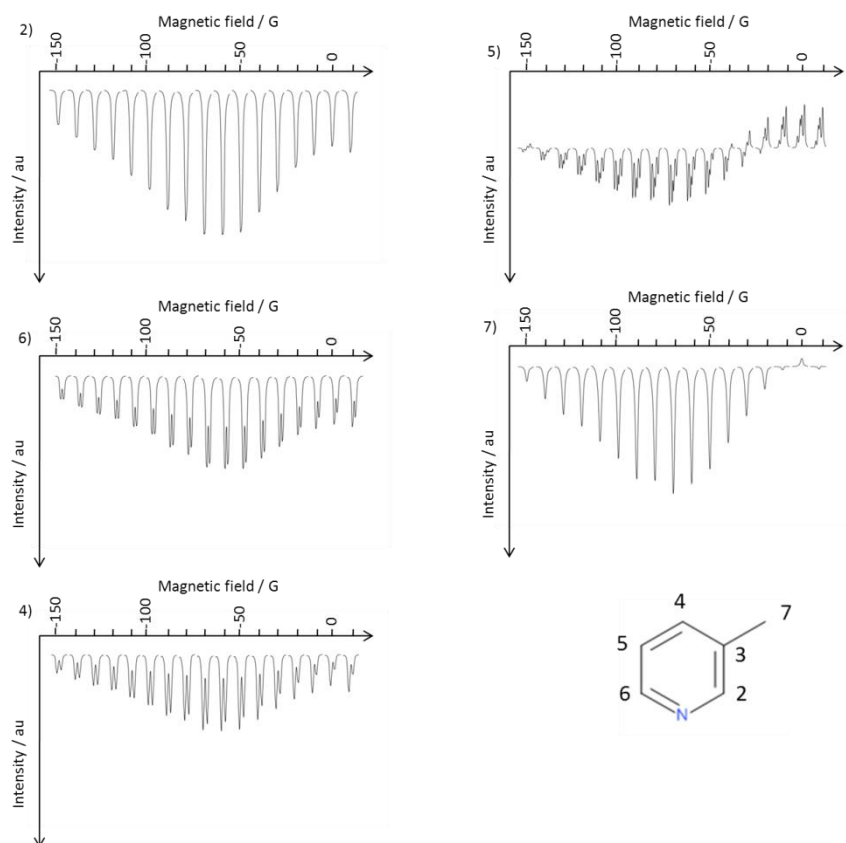 Magnetic field / G
2)
-150
-100
-50
0
Intensity / au
Magnetic field / G
5)
-150
-100
-50
0
Intensity / au
Magnetic field / G
6)
-150
-100
-50
0
Intensity / au
Magnetic field / G
7)
-150
-100
-50
0
Intensity / au
Magnetic field / G
4)
-150
-100
-50
0
Intensity / au
4
7
5
3
6
2
N